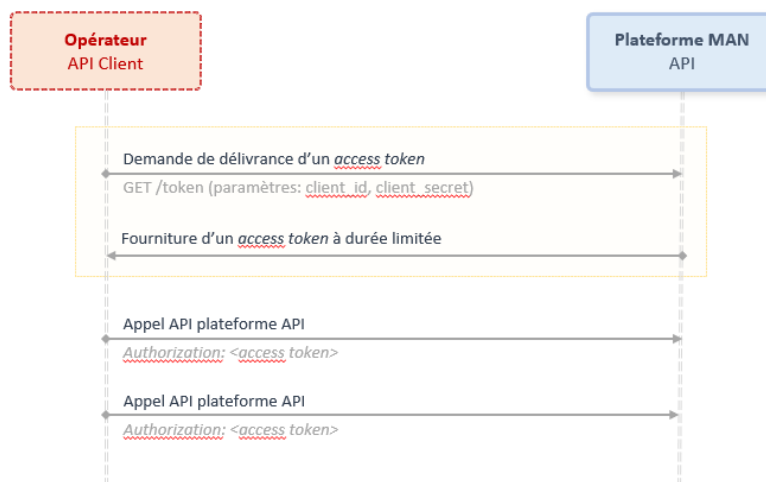 Opérateur
API Client
Plateforme MAN
API
Demande de délivrance d’un access token
GET /token (paramètres: client_id, client_secret)
Fourniture d’un access token à durée limitée
Appel API plateforme API
Authorization: <access token>
Appel API plateforme API
Authorization: <access token>